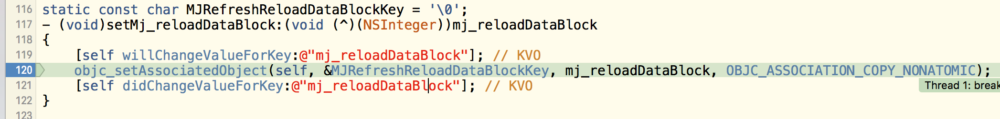 116 static const char MJRefreshReloadDataBlockKey = '\0';
117 - (void)setMj_reloadDataBlock:(void (^)(NSInteger))mj_reloadDataBlock
118 {
119     [self willChangeValueForKey:@"mj_reloadDataBlock"]; // KVO
120     objc_setAssociatedObject(self, &MJRefreshReloadDataBlockKey, mj_reloadDataBlock, OBJC_ASSOCIATION_COPY_NONATOMIC);
121     [self didChangeValueForKey:@"mj_reloadDataBlock"]; // KVO
Thread 1: break
122 }
123